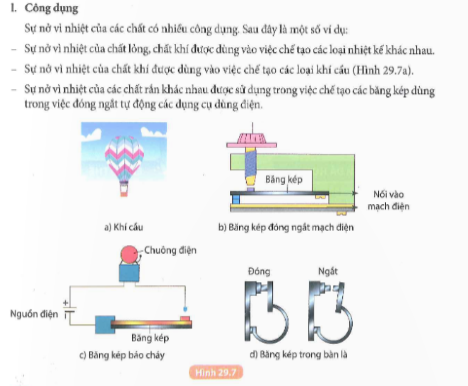 1. Công dụng
Sự nở vì nhiệt của các chất có nhiều công dụng. Sau đây là một số ví dụ:
– Sự nở vì nhiệt của chất lỏng, chất khí được dùng vào việc chế tạo các loại nhiệt kế khác nhau.
– Sự nở vì nhiệt của chất khí được dùng vào việc chế tạo các loại khí cầu (Hình 29.7a).
– Sự nở vì nhiệt của các chất rắn khác nhau được sử dụng trong việc chế tạo các băng kép dùng
trong việc đóng ngắt tự động các dụng cụ dùng điện.
Băng kép
Nối vào
mạch điện
a) Khí cầu
b) Băng kép đóng ngắt mạch điện
Chuông điện
Nguồn điện
+
Băng kép
c) Băng kép báo cháy
Đóng
Ngắt
d) Băng kép trong bàn là
Hình 29.7